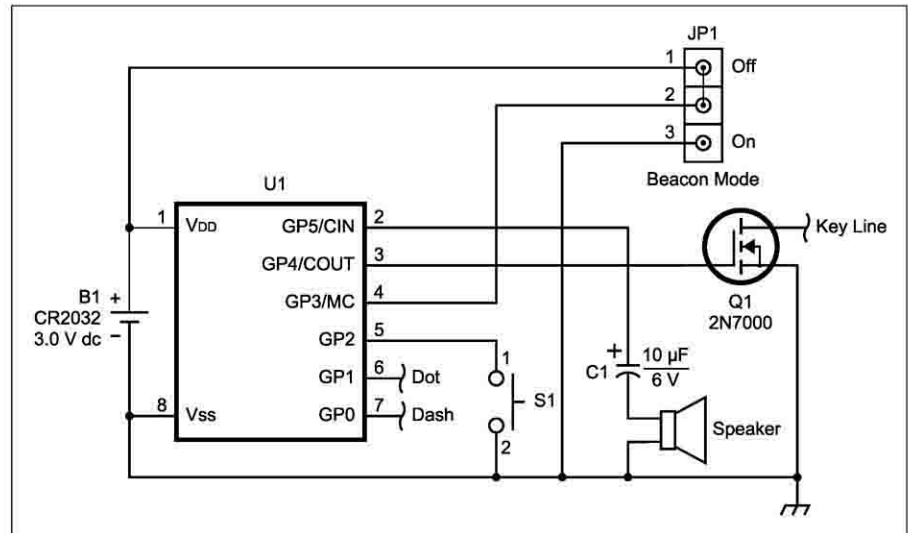 JP1
1
Off
2
3
On
Beacon Mode
U1
1
VDD
GP5/CIN
2
Key Line
GP4/COUT
3
B1
+
GP3/MC
4
Q1
CR2032
2N7000
3.0 V dc
−
GP2
5
1
+
10 µF
GP1
6
Dot
C1
6 V
S1
8
Vss
GP0
7
Dash
2
Speaker